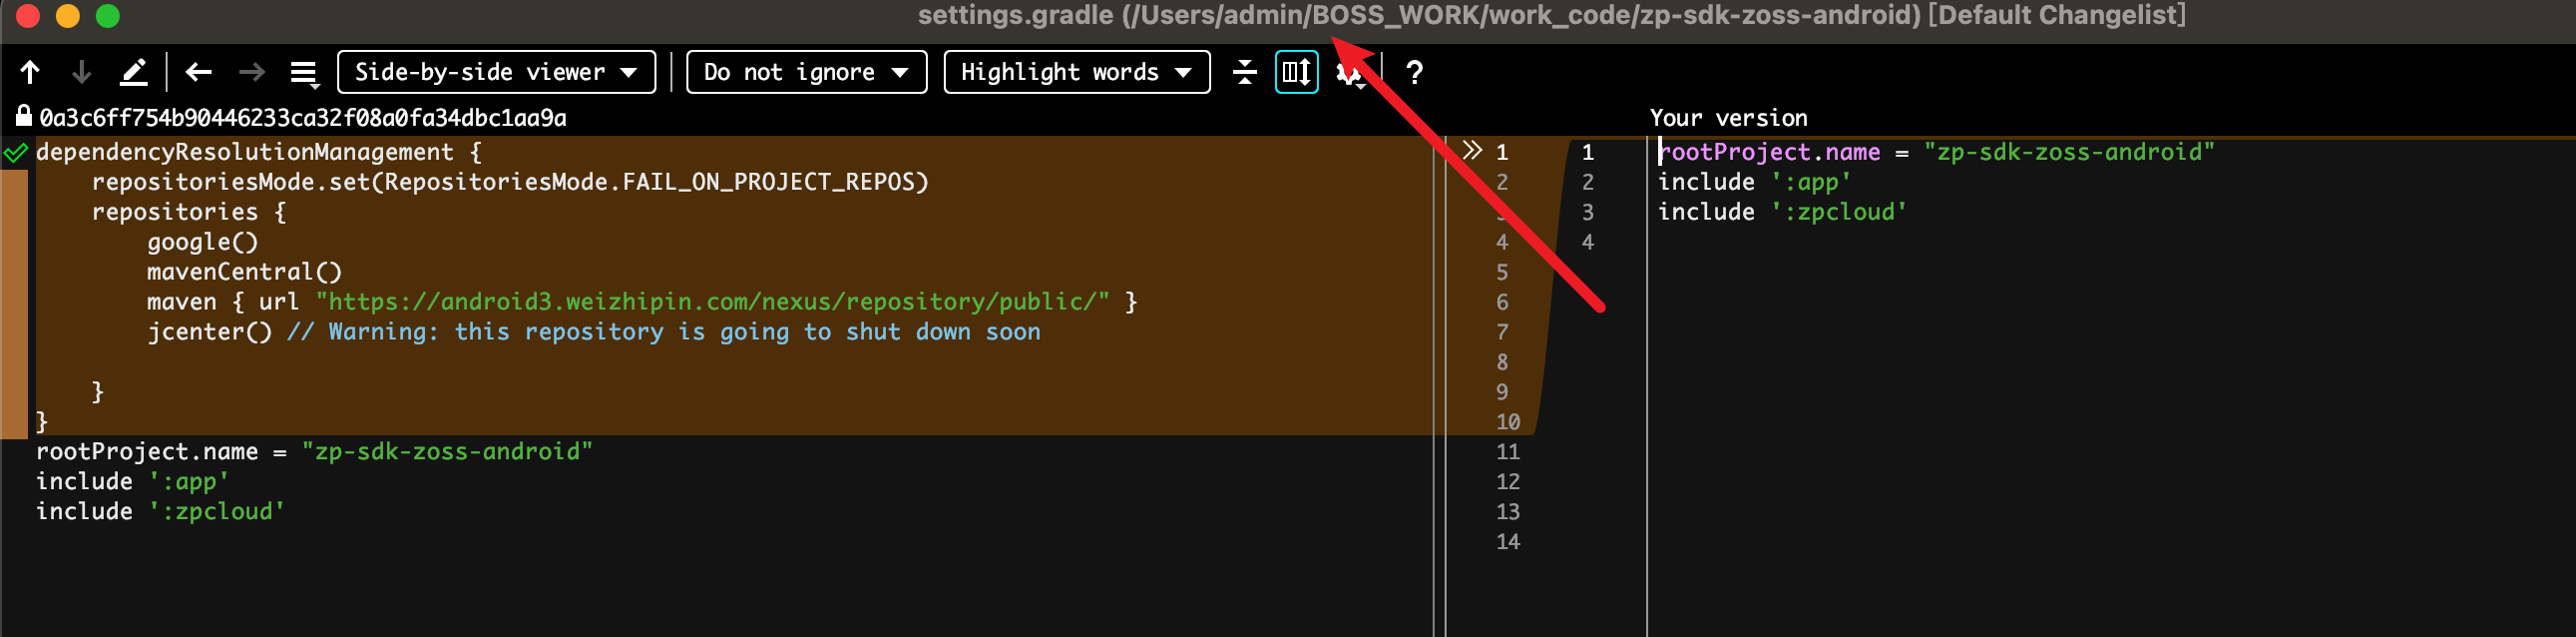 settings.gradle (/Users/admin/BOSS_WORK/work_code/zp-sdk-zoss-android) [Default Changelist]
Side-by-side viewer Do not ignore Highlight words ?
0a3c6ff754b90446233ca32f08a0fa34dbc1aa9a
dependencyResolutionManagement {
    repositoriesMode.set(RepositoriesMode.FAIL_ON_PROJECT_REPOS)
    repositories {
        google()
        mavenCentral()
        maven { url "https://android3.weizhipin.com/nexus/repository/public/" }
        jcenter() // Warning: this repository is going to shut down soon
    }
}
rootProject.name = "zp-sdk-zoss-android"
include ':app'
include ':zpcloud'
1
2
3
4
5
6
7
8
9
10
11
12
13
14
Your version
1 rootProject.name = "zp-sdk-zoss-android"
2 include ':app'
3 include ':zpcloud'
4